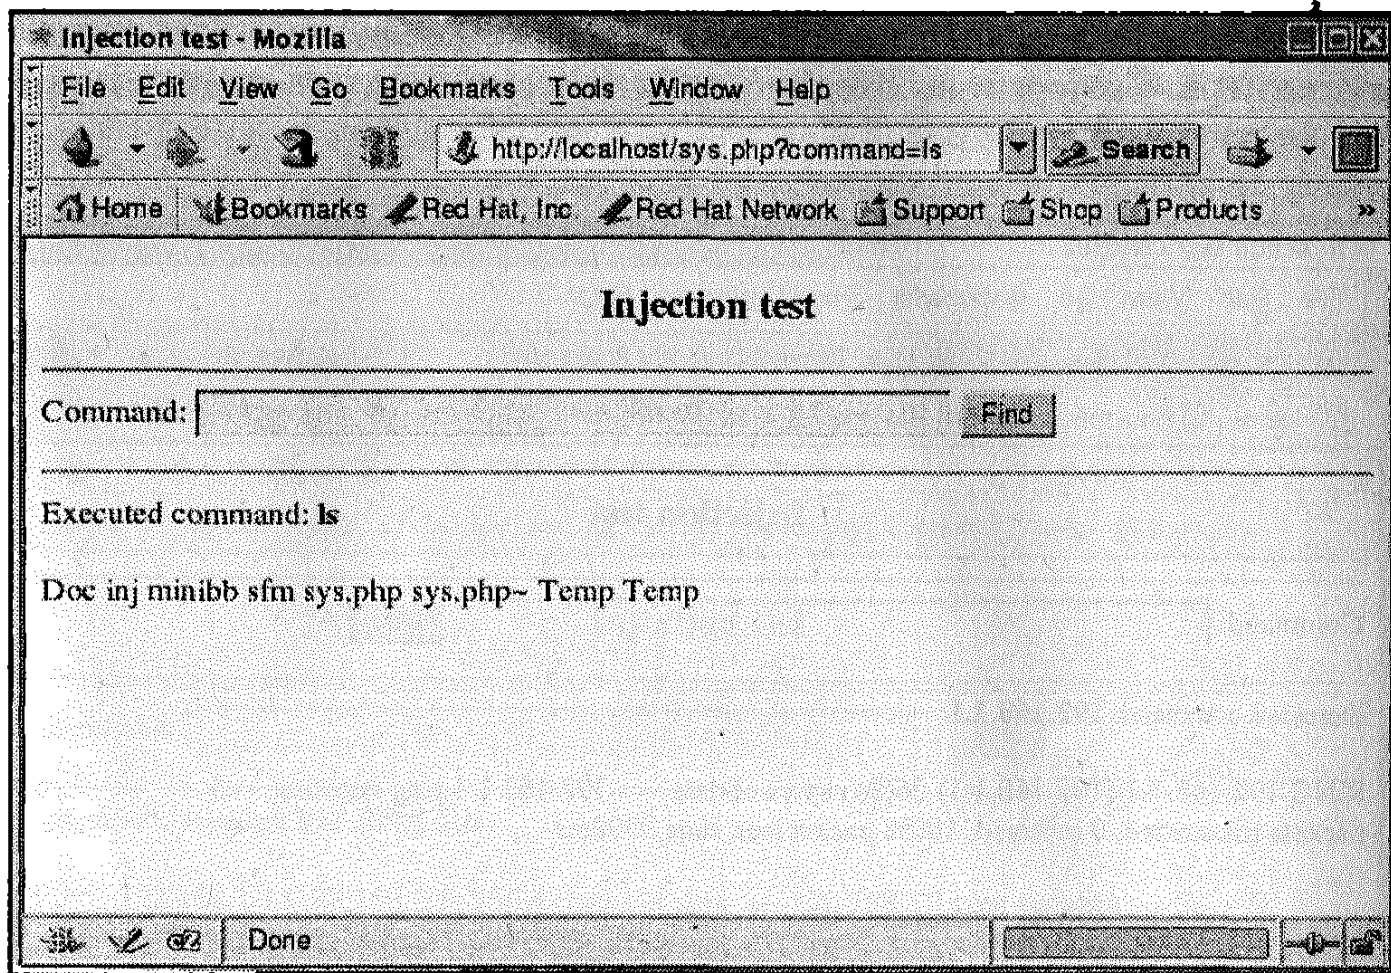 Injection test - Mozilla
File Edit View Go Bookmarks Tools Window Help
http://localhost/sys.php?command=ls Search
Home Bookmarks Red Hat, Inc. Red Hat Network Support Shop Products »
Injection test
Command: Find
Executed command: ls
Doc inj minibb sfm sys.php sys.php~ Temp Temp
Done